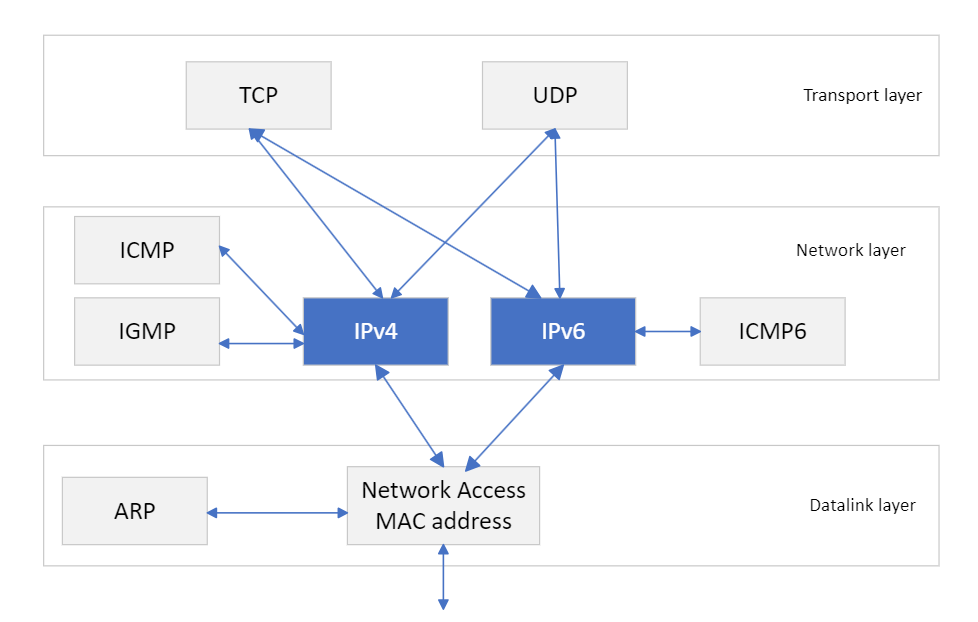 TCP
UDP
Transport layer
ICMP
Network layer
IGMP
IPv4
IPv6
ICMP6
ARP
Network Access
MAC address
Datalink layer